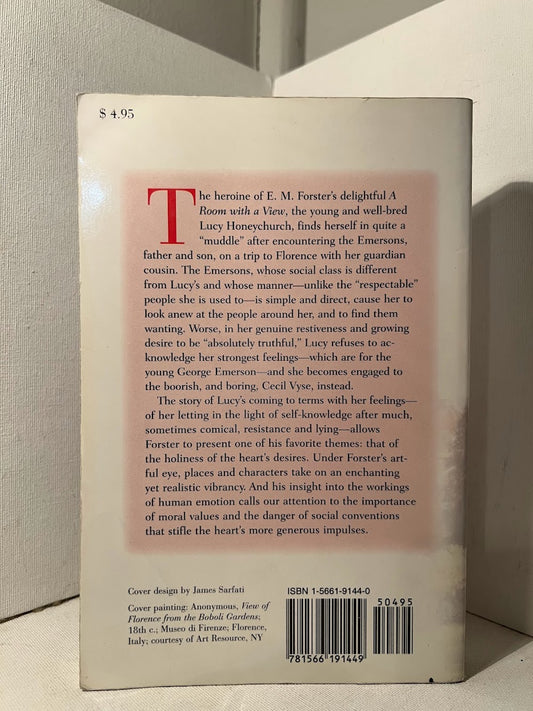 $ 4.95
The heroine of E. M. Forster's delightful A
Room with a View, the young and well-bred
Lucy Honeychurch, finds herself in quite a
“muddle” after encountering the Emersons,
father and son, on a trip to Florence with her guardian
cousin. The Emersons, whose social class is different
from Lucy's and whose manner—unlike the “respectable”
people she is used to—is simple and direct, cause her to
look anew at the people around her, and to find them
wanting. Worse, in her genuine restiveness and growing
desire to be “absolutely truthful,” Lucy refuses to ac-
knowledge her strongest feelings—which are for the
young George Emerson—and she becomes engaged to
the boorish, and boring, Cecil Vyse, instead.
The story of Lucy's coming to terms with her feelings—
of her letting in the light of self-knowledge after much,
sometimes comical, resistance and lying—allows
Forster to present one of his favorite themes: that of
the holiness of the heart's desires. Under Forster's art-
ful eye, places and characters take on an enchanting
yet realistic vibrancy. And his insight into the workings
of human emotion calls our attention to the importance
of moral values and the danger of social conventions
that stifle the heart's more generous impulses.
Cover design by James Sarfati
Cover painting: Anonymous, View of
Florence from the Boboli Gardens;
18th c.; Museo di Firenze; Florence,
Italy; courtesy of Art Resource, NY
ISBN 1-5661-9144-0
50495
9781566191449